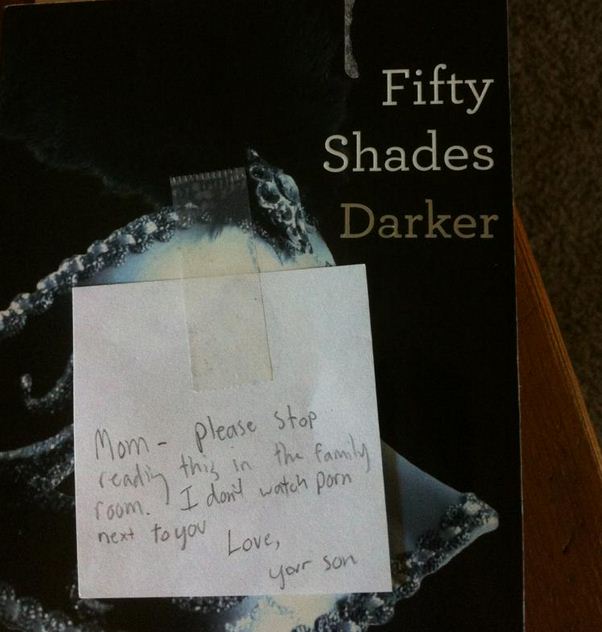 Fifty
Shades
Darker
Mom - please stop
reading this in the family
room. I don't watch porn
next to you
Love,
your son